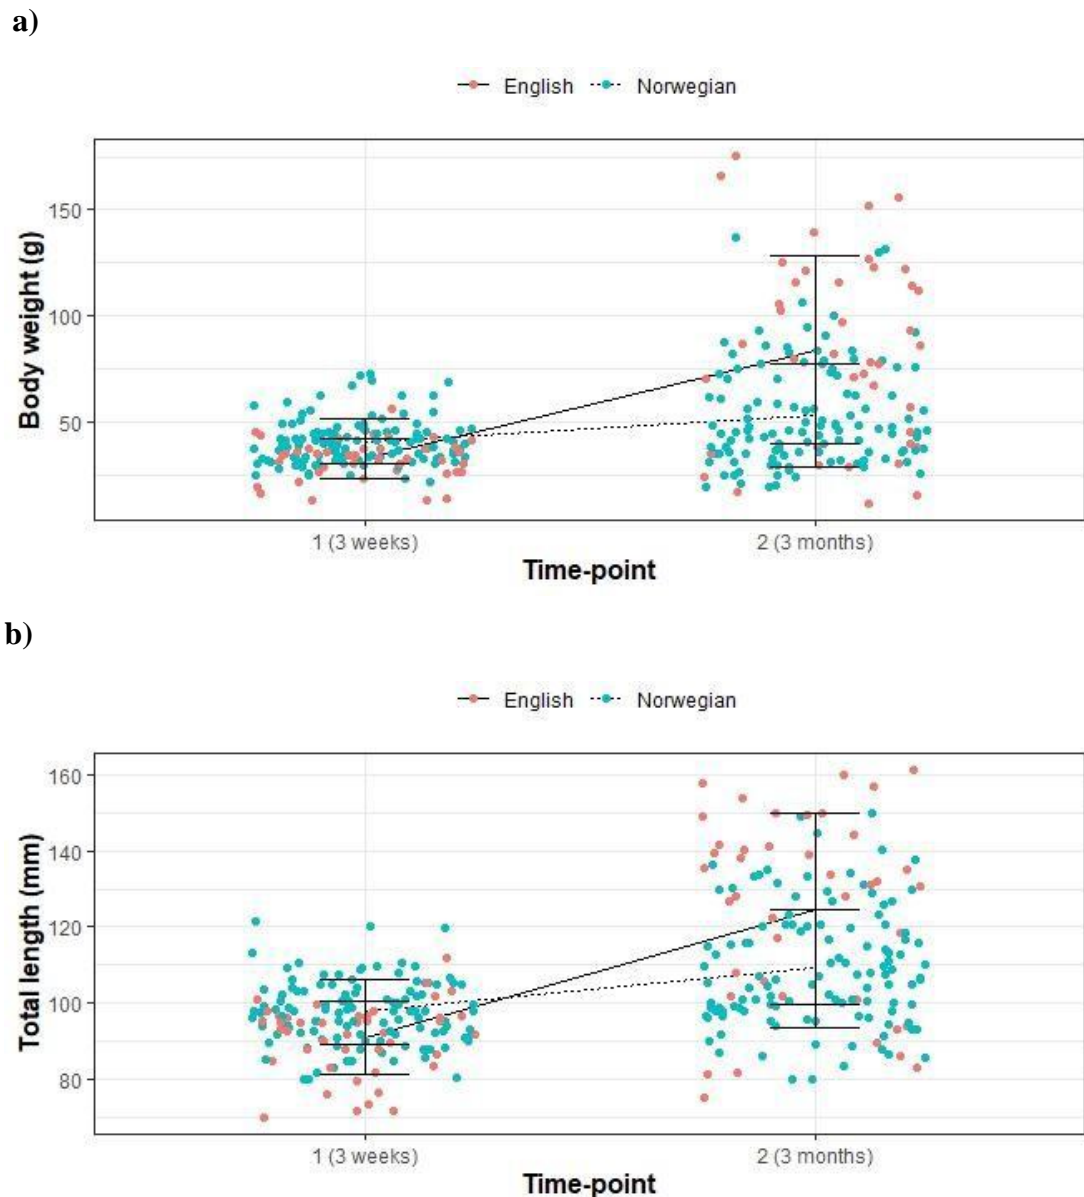 a)
English Norwegian
Body weight (g)
150
100
50
1 (3 weeks) 2 (3 months)
Time-point
b)
English Norwegian
Total length (mm)
160
140
120
100
80
1 (3 weeks) 2 (3 months)
Time-point